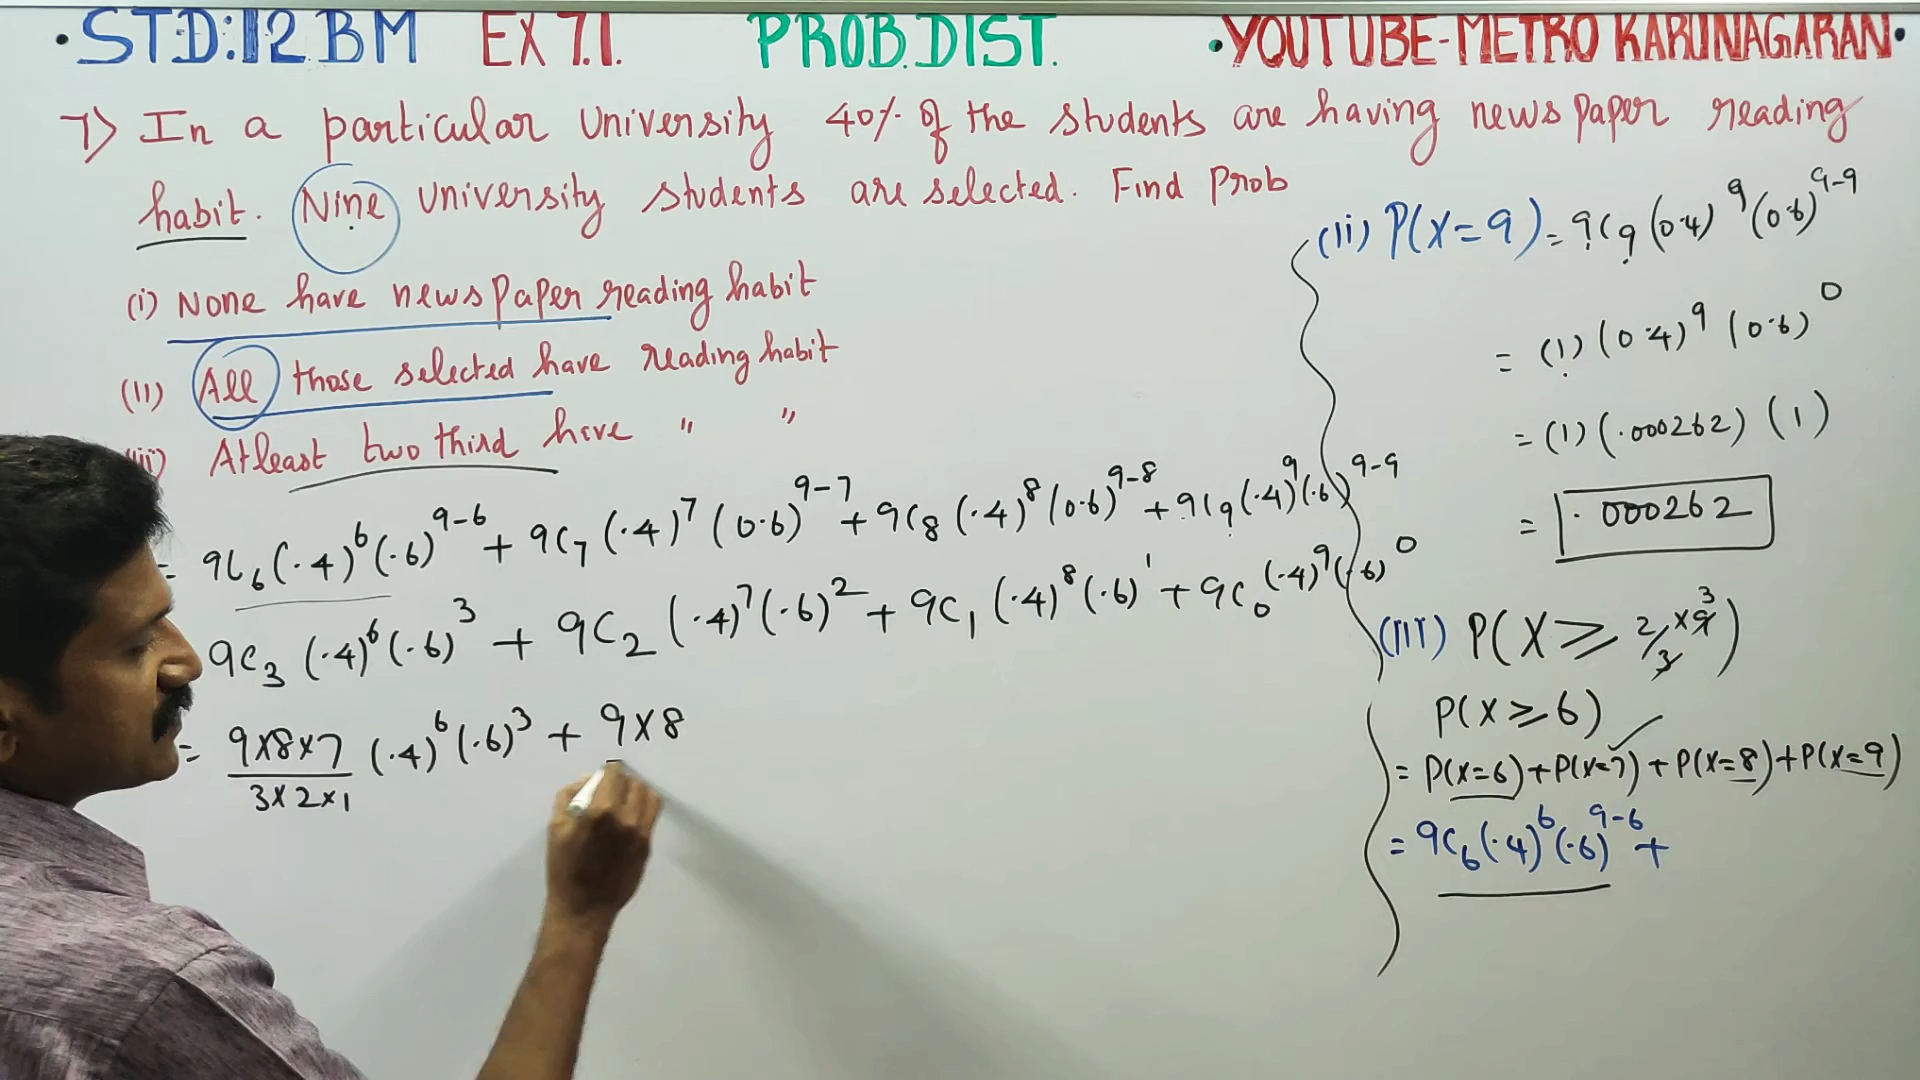 •STD:12.BM EX 7.1. PROB.DIST. •YOUTUBE-METRO KARUNAGARAN•
7) In a particular University 40% of the students are having news paper reading
habit. Nine University students are selected. Find Prob
(i) None have news paper reading habit
(ii) All those selected have reading habit
(iii) Atleast two third have " "
= 9C₆(.4)⁶(.6)⁹⁻⁶ + 9C₇(.4)⁷(0.6)⁹⁻⁷ + 9C₈(.4)⁸(0.6)⁹⁻⁸ + 9C₉(.4)⁹(.6)⁹⁻⁹
9C₃(.4)⁶(.6)³ + 9C₂(.4)⁷(.6)² + 9C₁(.4)⁸(.6)¹ + 9C₀(.4)⁹(.6)⁰
= 9×8×7 (.4)⁶(.6)³ + 9×8
3×2×1
(ii) P(X=9) = 9C₉(0.4)⁹(0.6)⁹⁻⁹
= (1)(0.4)⁹(0.6)⁰
= (1)(.000262)(1)
= .000262
(III) P(X ≥ 2/3 × 9 3)
P(X ≥ 6)
= P(X=6)+P(X=7)+P(X=8)+P(X=9)
= 9C₆(.4)⁶(.6)⁹⁻⁶ +